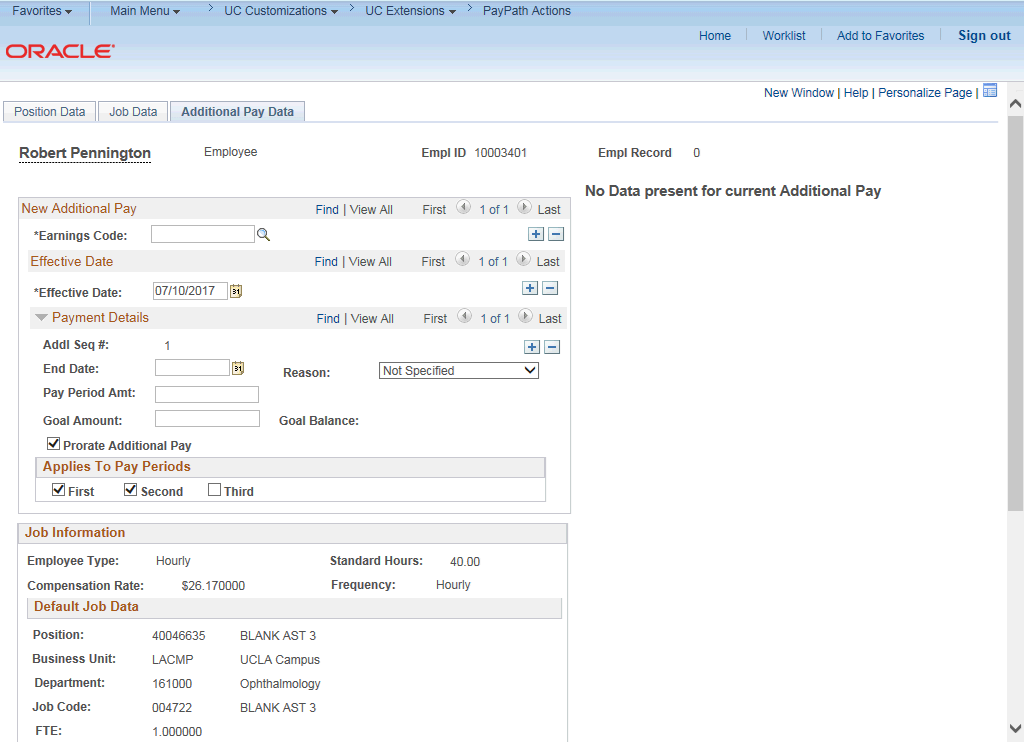 Favorites Main Menu > UC Customizations > UC Extensions > PayPath Actions
Home Worklist Add to Favorites Sign out
ORACLE
New Window | Help | Personalize Page |
Position Data Job Data Additional Pay Data
Robert Pennington Employee Empl ID 10003401 Empl Record 0
No Data present for current Additional Pay
New Additional Pay Find | View All First 1 of 1 Last
*Earnings Code:
Effective Date Find | View All First 1 of 1 Last
*Effective Date: 07/10/2017 31
Payment Details Find | View All First 1 of 1 Last
Addl Seq #: 1
End Date: 31 Reason: Not Specified
Pay Period Amt:
Goal Amount: Goal Balance:
Prorate Additional Pay
Applies To Pay Periods
First Second Third
Job Information
Employee Type: Hourly Standard Hours: 40.00
Compensation Rate: $26.170000 Frequency: Hourly
Default Job Data
Position: 40046635 BLANK AST 3
Business Unit: LACMP UCLA Campus
Department: 161000 Ophthalmology
Job Code: 004722 BLANK AST 3
FTE: 1.000000